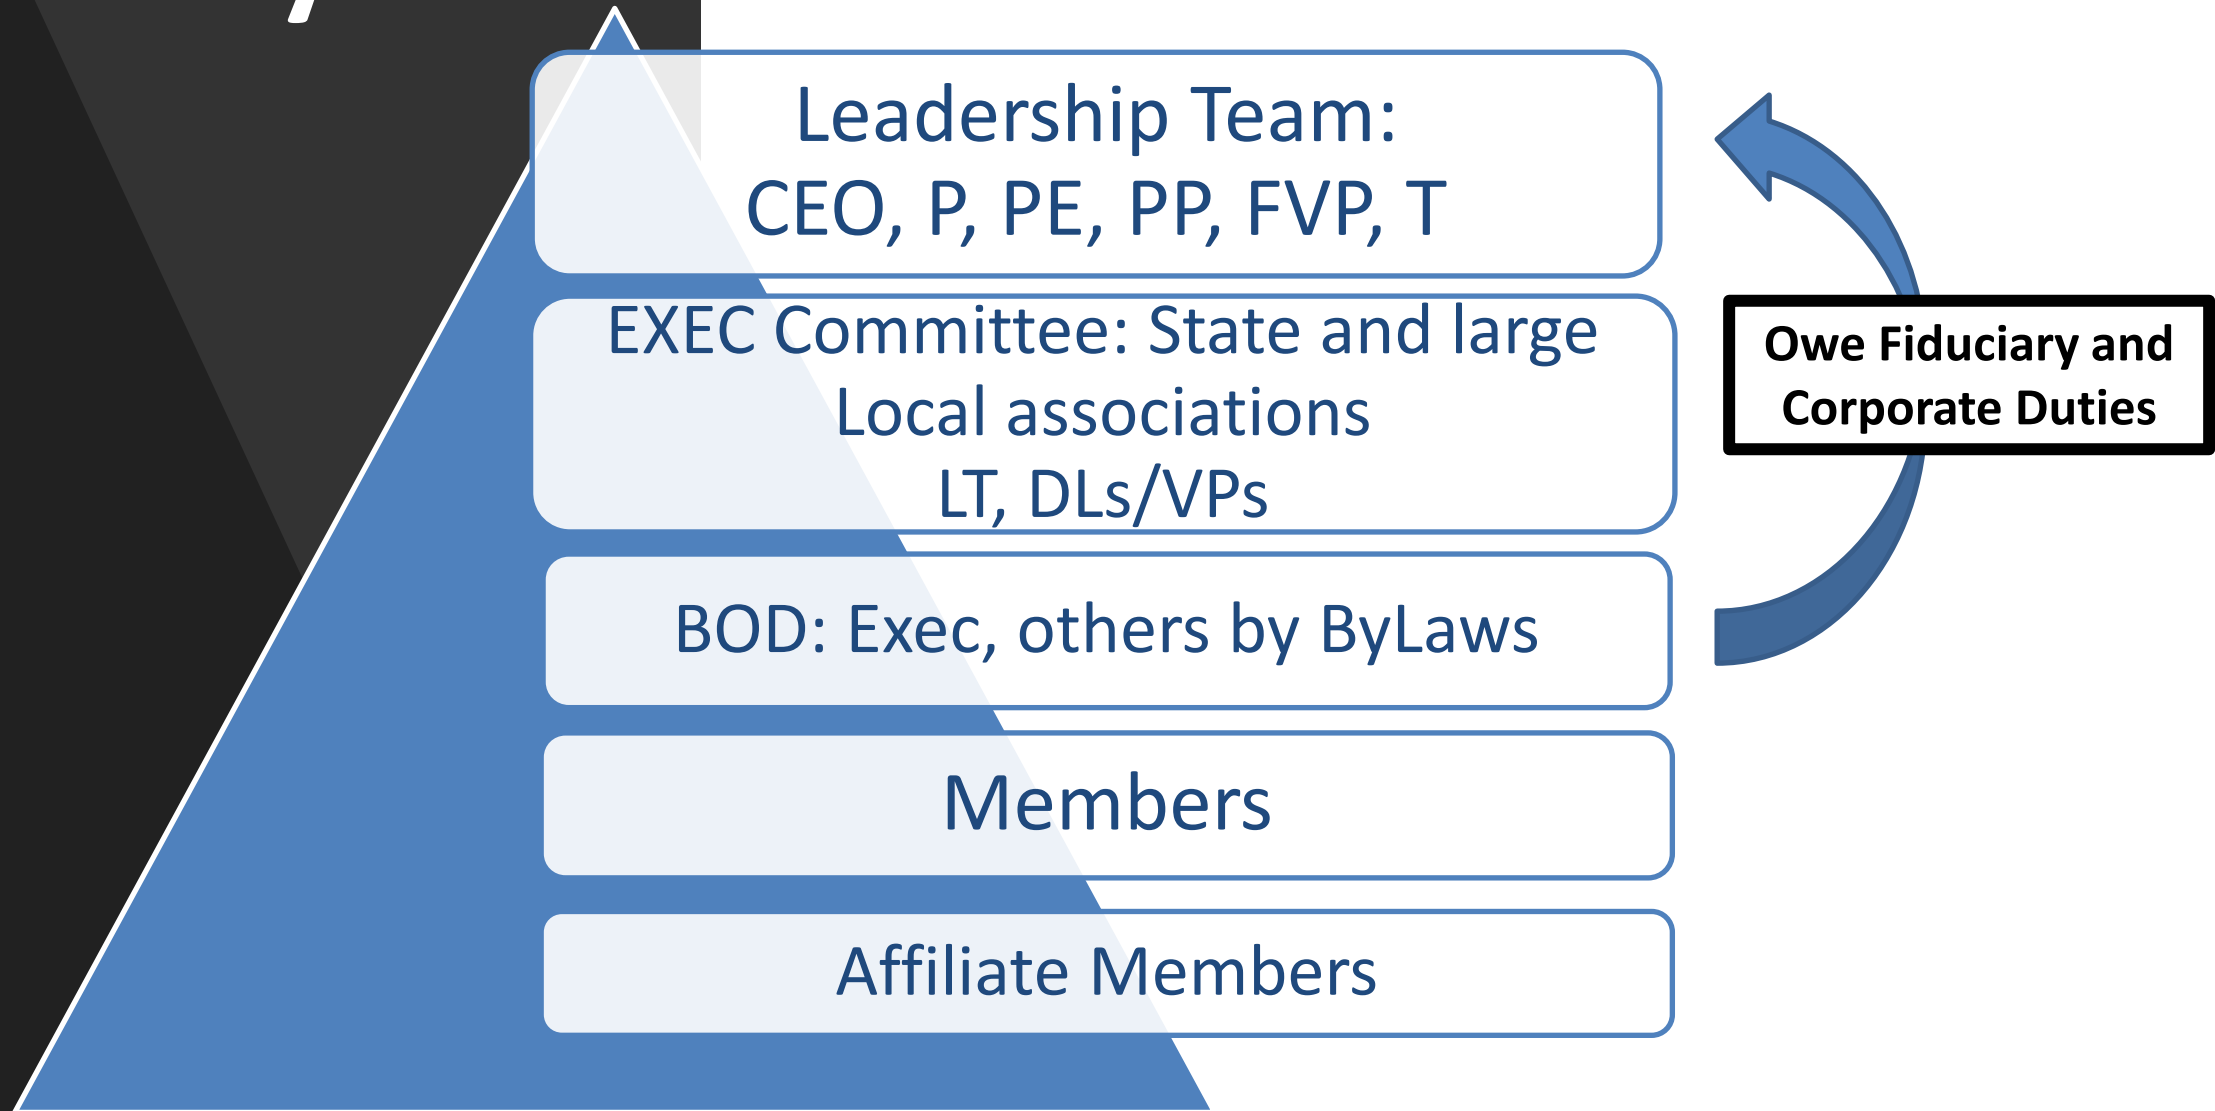 Leadership Team:
CEO, P, PE, PP, FVP, T
EXEC Committee: State and large
Local associations
LT, DLs/VPs
Owe Fiduciary and
Corporate Duties
BOD: Exec, others by ByLaws
Members
Affiliate Members